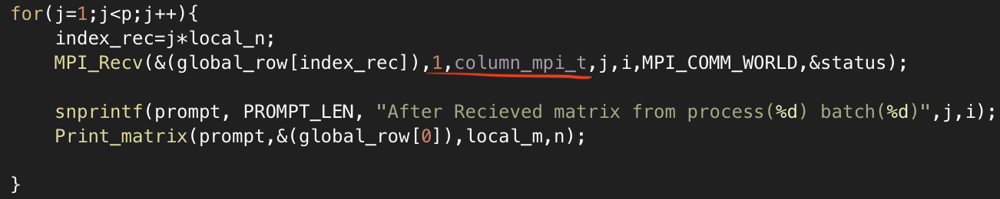 for(j=1;j<p;j++){
index_rec=j*local_n;
MPI_Recv(&(global_row[index_rec]),1,column_mpi_t,j,i,MPI_COMM_WORLD,&status);
snprintf(prompt, PROMPT_LEN, "After Recieved matrix from process(%d) batch(%d)",j,i);
Print_matrix(prompt,&(global_row[0]),local_m,n);
}